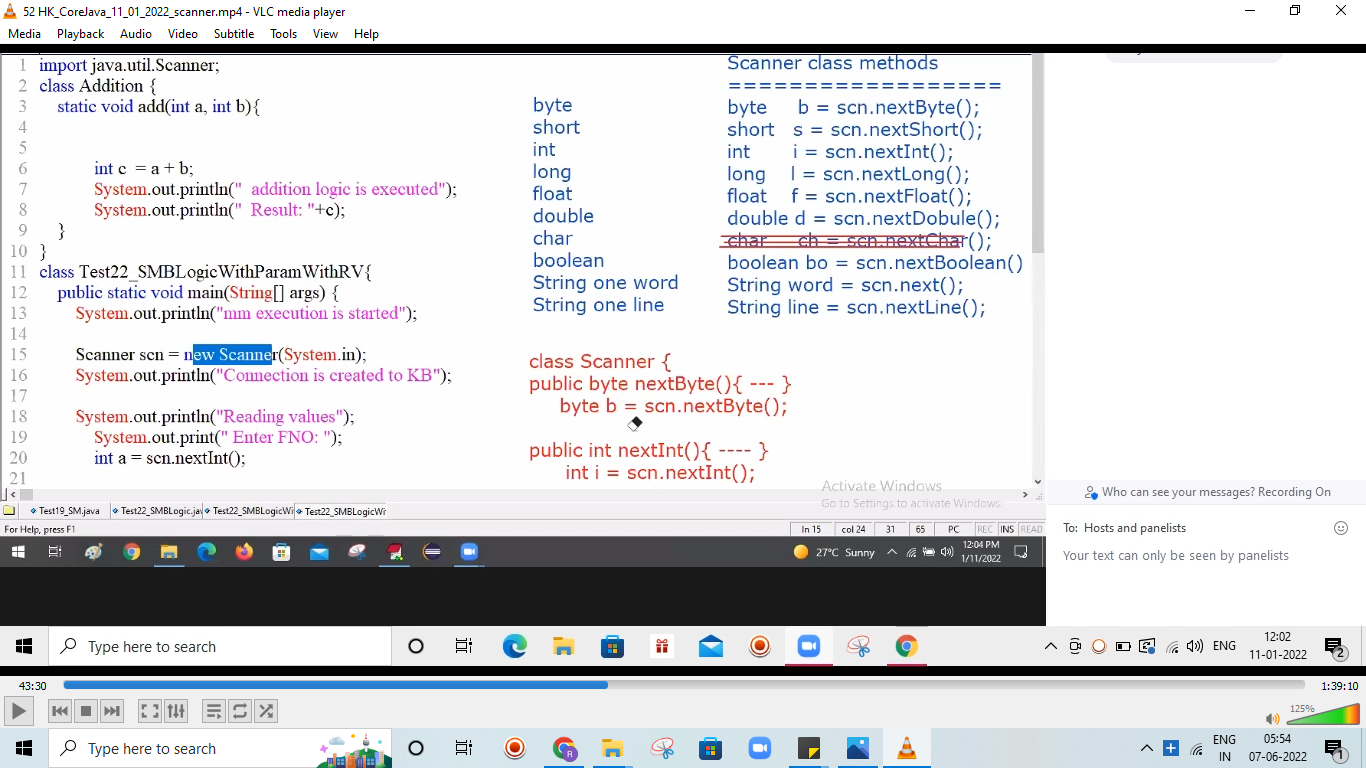 52 HK_CoreJava_11_01_2022_scanner.mp4 - VLC media player
Media Playback Audio Video Subtitle Tools View Help
1 import java.util.Scanner;
2 class Addition {
3 static void add(int a, int b){
4
5
6 int c = a + b;
7 System.out.println(" addition logic is executed");
8 System.out.println(" Result: "+c);
9 }
10 }
11 class Test22_SMBLogicWithParamWithRV{
12 public static void main(String[] args) {
13 System.out.println("mm execution is started");
14
15 Scanner scn = new Scanner(System.in);
16 System.out.println("Connection is created to KB");
17
18 System.out.println("Reading values");
19 System.out.print(" Enter FNO: ");
20 int a = scn.nextInt();
21
byte
short
int
long
float
double
char
boolean
String one word
String one line
Scanner class methods
==================
byte b = scn.nextByte();
short s = scn.nextShort();
int i = scn.nextInt();
long l = scn.nextLong();
float f = scn.nextFloat();
double d = scn.nextDobule();
char ch = scn.nextChar();
boolean bo = scn.nextBoolean()
String word = scn.next();
String line = scn.nextLine();
class Scanner {
public byte nextByte(){ --- }
byte b = scn.nextByte();
public int nextInt(){ ---- }
int i = scn.nextInt();
Activate Windows
Go to Settings to activate Windows.
Test19_SM.java Test22_SMBLogic.jav Test22_SMBLogicWi Test22_SMBLogicWi
For Help, press F1
ln 15 col 24 31 65 PC REC INS READ
27°C Sunny
12:04 PM
1/11/2022
Who can see your messages? Recording On
To: Hosts and panelists
Your text can only be seen by panelists
Type here to search
ENG
12:02
11-01-2022
2
43:30
1:39:10
125%
Type here to search
R
ENG
IN
05:54
07-06-2022
1